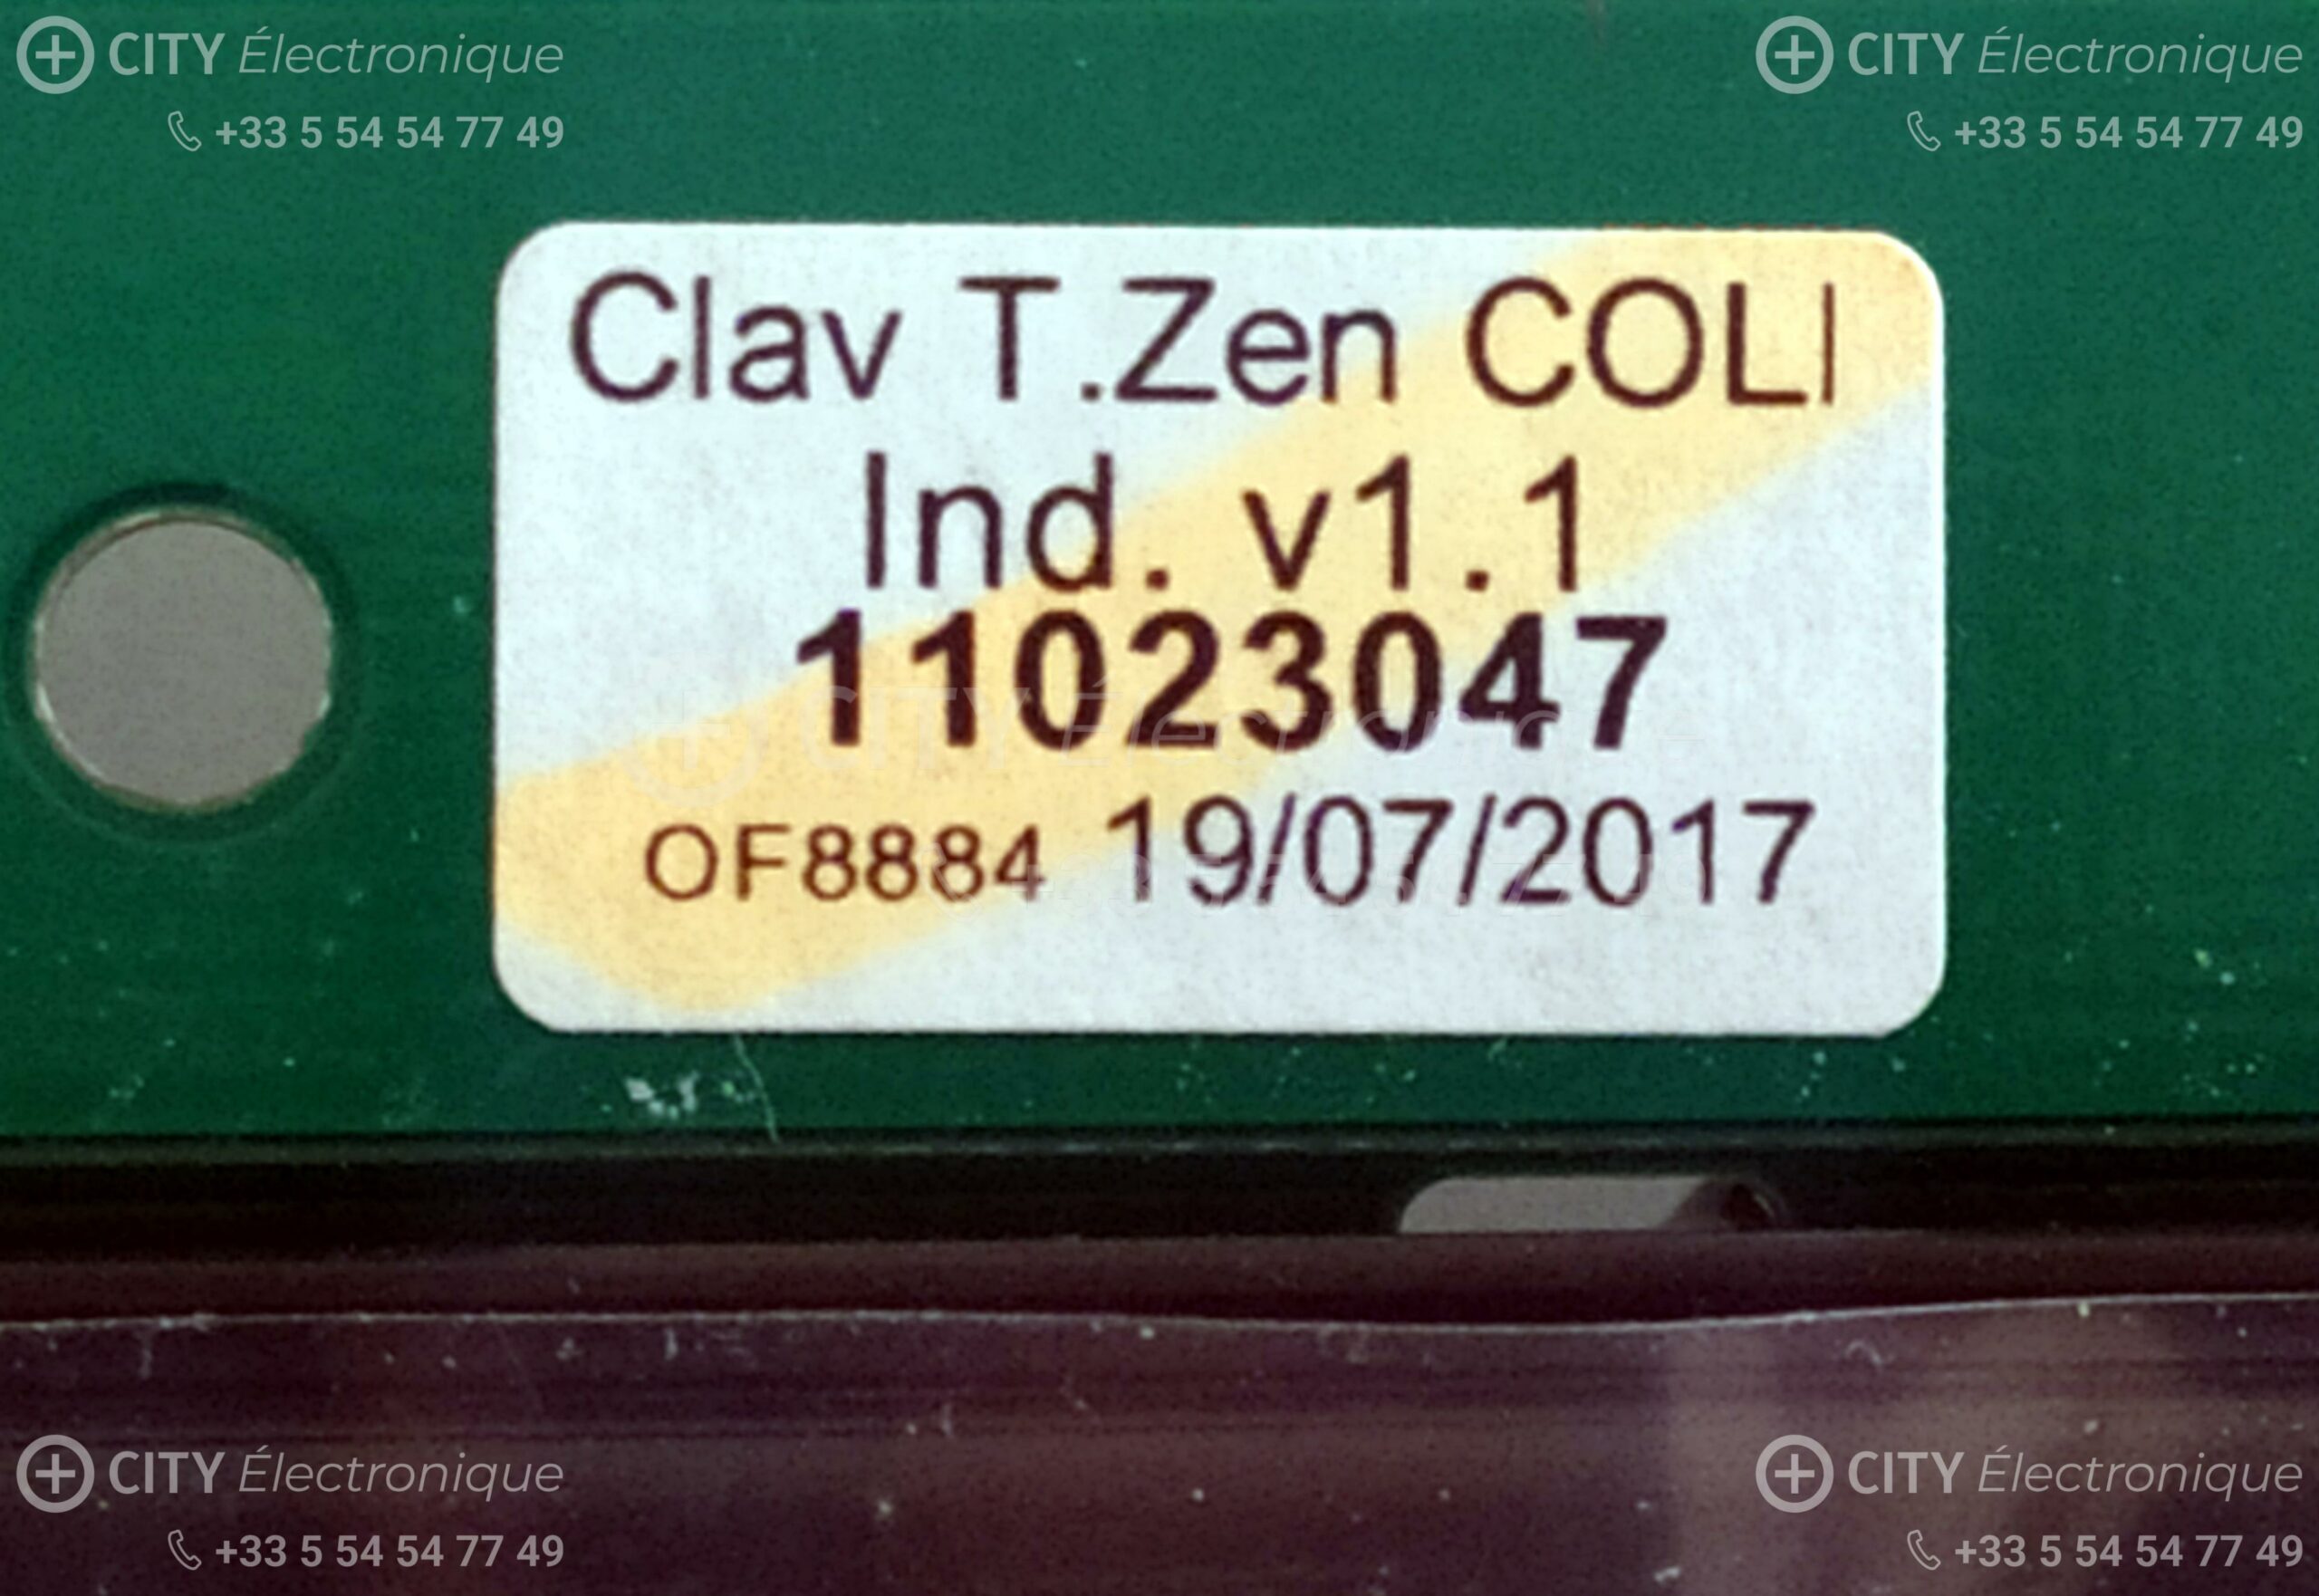 CITY Électronique
+33 5 54 54 77 49
CITY Électronique
+33 5 54 54 77 49
Clav T.Zen COLI
Ind. v1.1
11023047
CITY Électronique
OF8884 19/07/2017
CITY Électronique
+33 5 54 54 77 49
CITY Électronique
+33 5 54 54 77 49